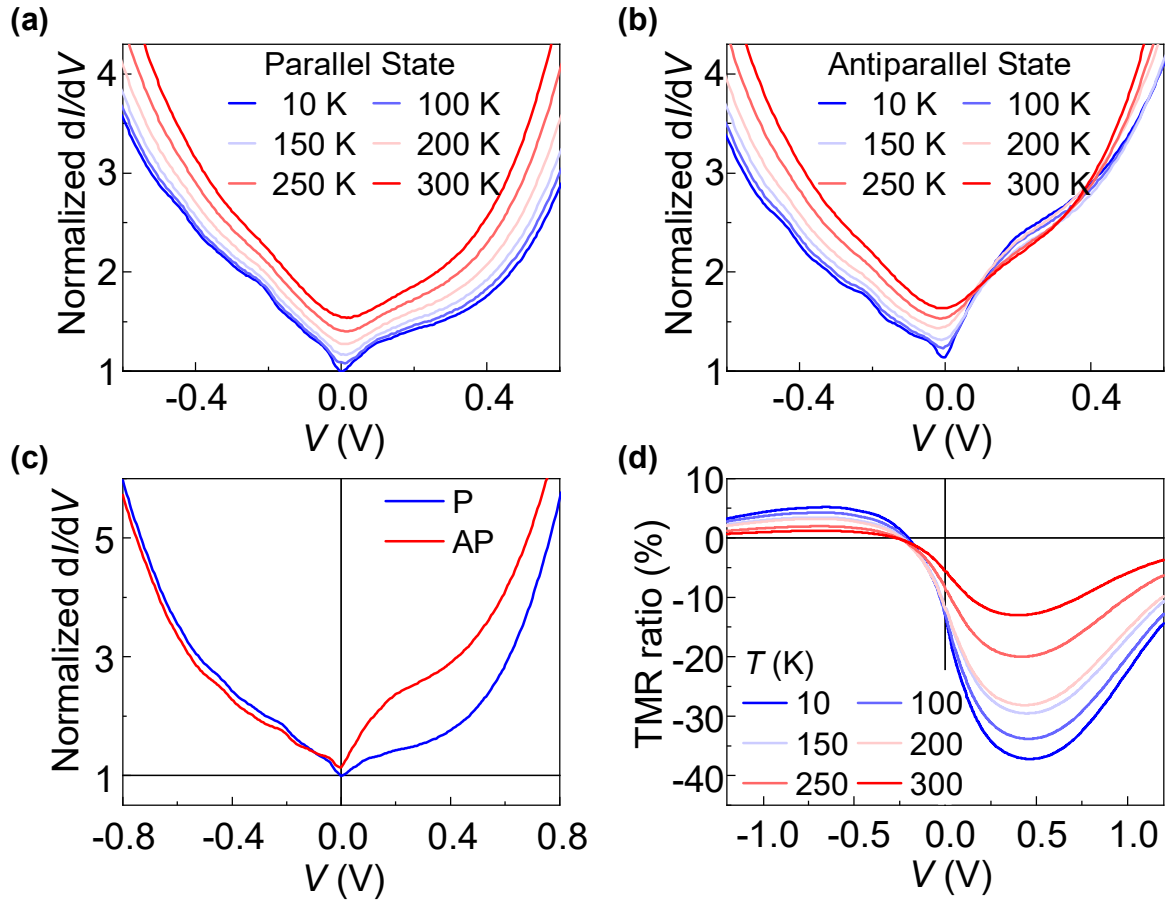 (a)
Normalized dI/dV
4
3
2
1
Parallel State
10 K 100 K
150 K 200 K
250 K 300 K
-0.4 0.0 0.4
V (V)
(b)
Normalized dI/dV
4
3
2
1
Antiparallel State
10 K 100 K
150 K 200 K
250 K 300 K
-0.4 0.0 0.4
V (V)
(c)
Normalized dI/dV
5
3
1
P
AP
-0.8 -0.4 0.0 0.4 0.8
V (V)
(d)
TMR ratio (%)
10
0
-10
-20
-30
-40
T (K)
10 100
150 200
250 300
-1.0 -0.5 0.0 0.5 1.0
V (V)